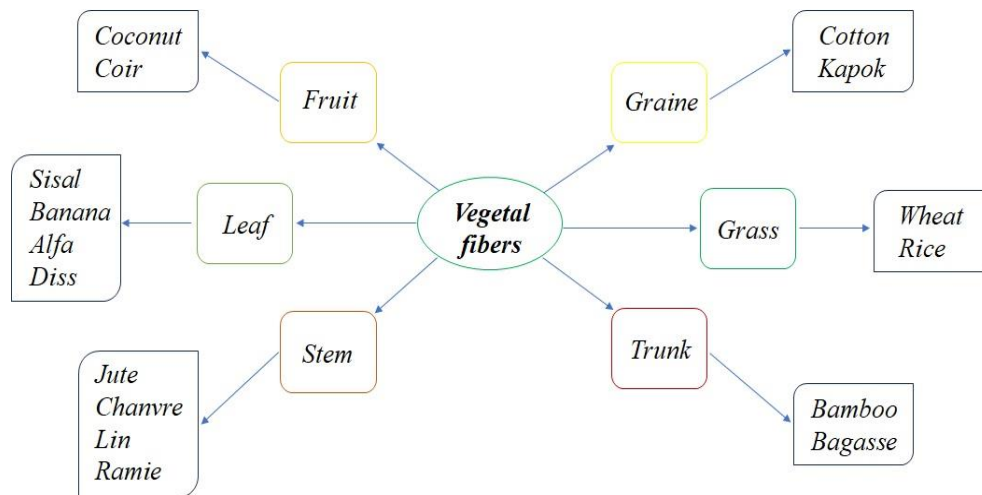 Coconut
Coir
Fruit
Graine
Cotton
Kapok
Sisal
Banana
Alfa
Diss
Leaf
Vegetal
fibers
Grass
Wheat
Rice
Jute
Chanvre
Lin
Ramie
Stem
Trunk
Bamboo
Bagasse